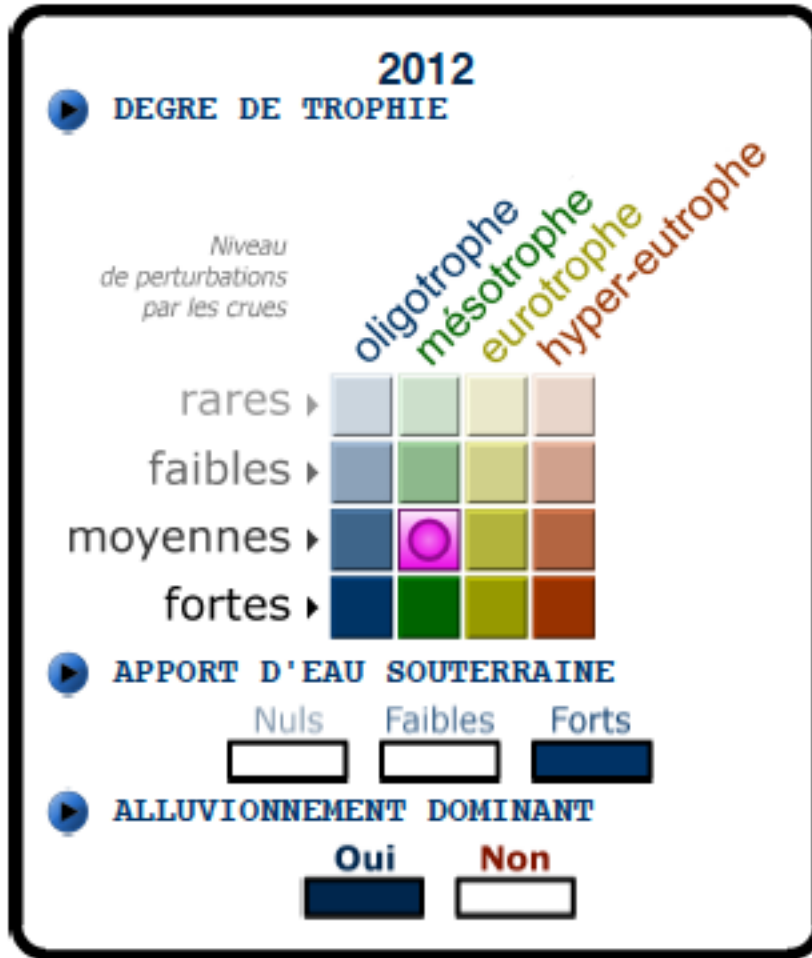 2012
DEGRE DE TROPHIE
Niveau
de perturbations
par les crues
oligotrophe
mésotrophe
eurotrophe
hyper-eutrophe
rares
faibles
moyennes
fortes
APPORT D'EAU SOUTERRAINE
Nuls Faibles Forts
ALLUVIONNEMENT DOMINANT
Oui Non